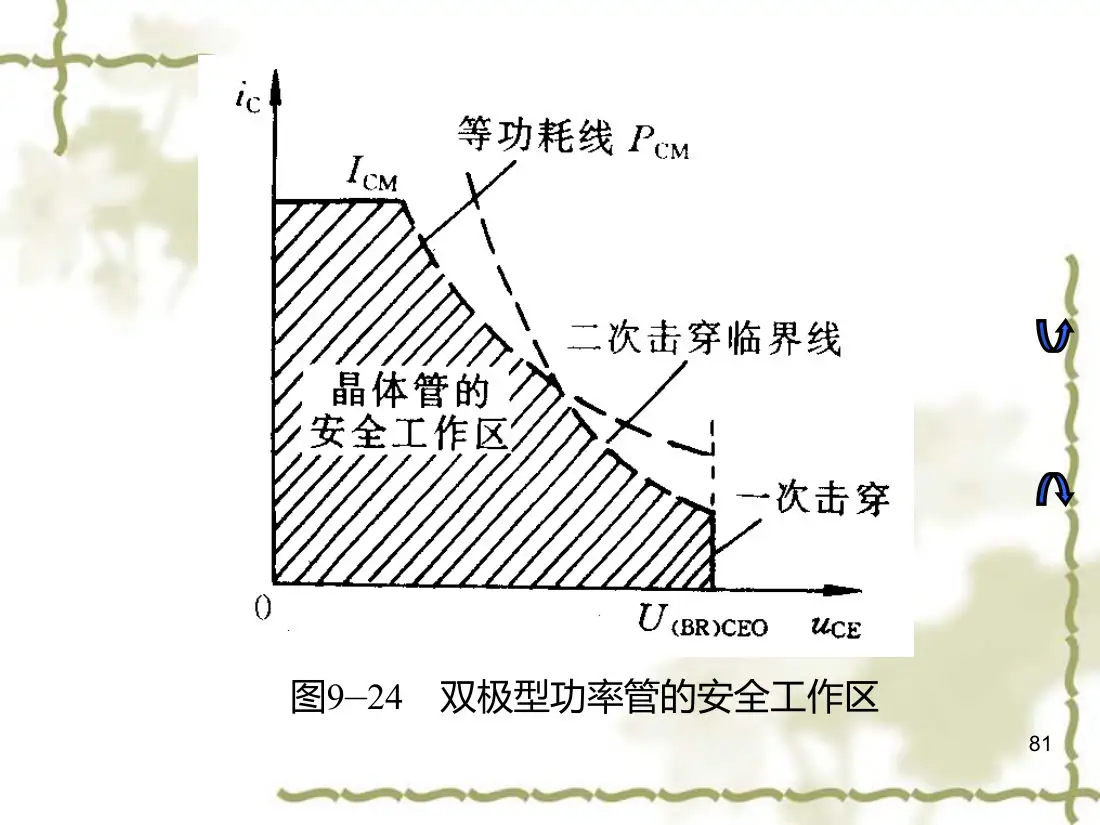 iC
等功耗线 PCM
ICM
二次击穿临界线
晶体管的
安全工作区
一次击穿
0
U(BR)CEO
uCE
图9–24 双极型功率管的安全工作区
81